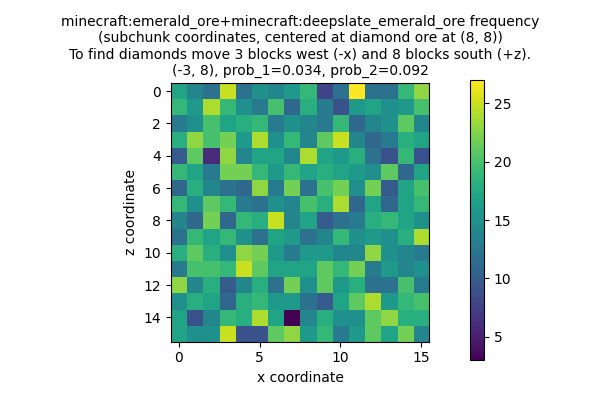 minecraft:emerald_ore+minecraft:deepslate_emerald_ore frequency
(subchunk coordinates, centered at diamond ore at (8, 8))
To find diamonds move 3 blocks west (-x) and 8 blocks south (+z).
(-3, 8), prob_1=0.034, prob_2=0.092
0
2
4
6
8
10
12
14
z coordinate
0
5
10
15
x coordinate
25
20
15
10
5